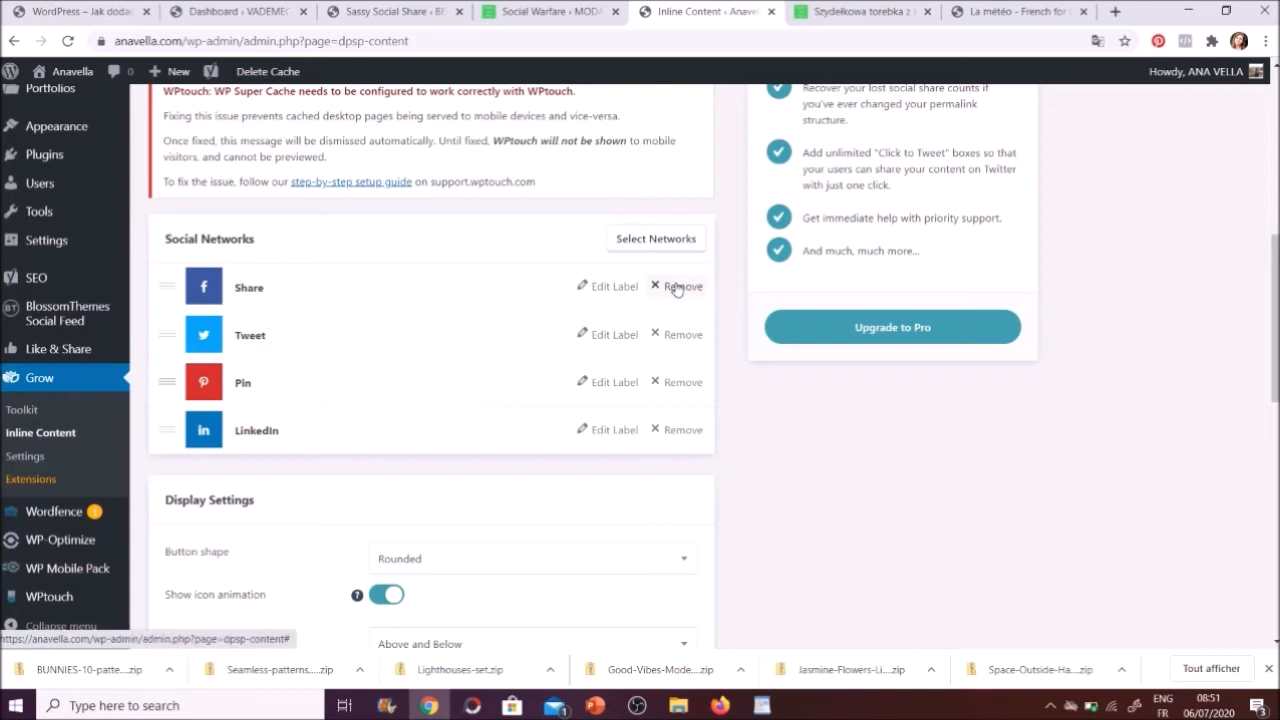 WordPress – Jak dodać
Dashboard ‹ VADEMEC
Sassy Social Share ‹ BE
Social Warfare ‹ MODA
Inline Content ‹ Anave
Szydełkowa torebka z
La météo - French for
anavella.com/wp-admin/admin.php?page=dpsp-content
Anavella 0 New Delete Cache Howdy, ANA VELLA
Portfolios
Appearance
Plugins
Users
Tools
Settings
SEO
BlossomThemes
Social Feed
Like & Share
Grow
Toolkit
Inline Content
Settings
Extensions
Wordfence 1
WP-Optimize
WP Mobile Pack
WPtouch
Collapse menu
WPtouch: WP Super Cache needs to be configured to work correctly with WPtouch.
Fixing this issue prevents cached desktop pages being served to mobile devices and vice-versa.
Once fixed, this message will be dismissed automatically. Until fixed, WPtouch will not be shown to mobile
visitors, and cannot be previewed.
To fix the issue, follow our step-by-step setup guide on support.wptouch.com
Social Networks Select Networks
Share Edit Label Remove
Tweet Edit Label Remove
Pin Edit Label Remove
LinkedIn Edit Label Remove
Display Settings
Button shape Rounded
Show icon animation
Above and Below
Recover your lost social share counts if
you've ever changed your permalink
structure.
Add unlimited "Click to Tweet" boxes so that
your users can share your content on Twitter
with just one click.
Get immediate help with priority support.
And much, much more...
Upgrade to Pro
https://anavella.com/wp-admin/admin.php?page=dpsp-content#
BUNNIES-10-patte....zip
Seamless-patterns....zip
Lighthouses-set.zip
Good-Vibes-Mode....zip
Jasmine-Flowers-Li....zip
Space-Outside-Ha....zip
Tout afficher
Type here to search
ENG
FR
08:51
06/07/2020
3